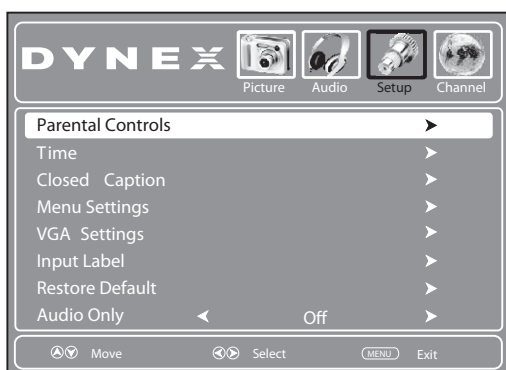 DYNEX
Picture Audio Setup Channel
Parental Controls
Time
Closed Caption
Menu Settings
VGA Settings
Input Label
Restore Default
Audio Only Off
Move Select MENU Exit